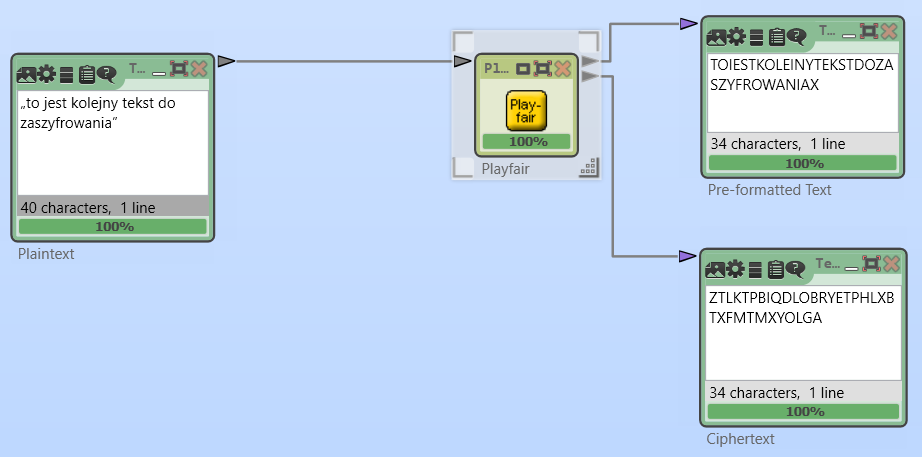 T...
„to jest kolejny tekst do
zaszyfrowania”
40 characters,  1 line
100%
Plaintext
P1...
Play-
fair
100%
Playfair
T...
TOIESTKOLEINYTEKSTDOZA
SZYFROWANIAX
34 characters,  1 line
100%
Pre-formatted Text
Te...
ZTLKTPBIQDLOBRYETPHLXB
TXFMTMXYOLGA
34 characters,  1 line
100%
Ciphertext